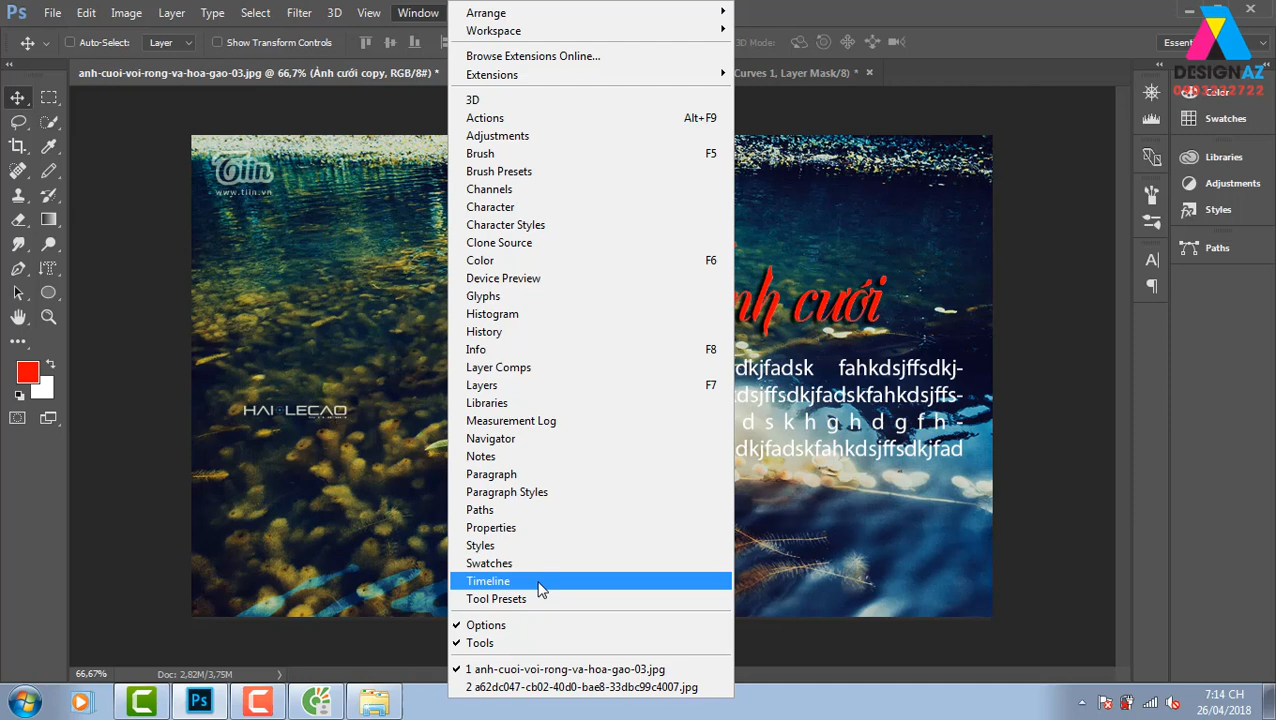 Ps File Edit Image Layer Type Select Filter 3D View Window
Auto-Select: Layer Show Transform Controls 3D Mode:
anh-cuoi-voi-rong-va-hoa-gao-03.jpg @ 66,7% (Ảnh cưới copy, RGB/8#) * Curves 1, Layer Mask/8) *
Arrange
Workspace
Browse Extensions Online...
Extensions
3D
Actions Alt+F9
Adjustments
Brush F5
Brush Presets
Channels
Character
Character Styles
Clone Source
Color F6
Device Preview
Glyphs
Histogram
History
Info F8
Layer Comps
Layers F7
Libraries
Measurement Log
Navigator
Notes
Paragraph
Paragraph Styles
Paths
Properties
Styles
Swatches
Timeline
Tool Presets
Options
Tools
1 anh-cuoi-voi-rong-va-hoa-gao-03.jpg
2 a62dc047-cb02-40d0-bae8-33dbc99c4007.jpg
Tiin
www.tiin.vn
HAI LECAO
nh cưới
dkjfadsk fahkdsjffsdkj-
dsjffsdkjfadskfahkdsjffs-
d s k h g h d g f h -
dkjfadskfahkdsjffsdkjfad
DESIGNAZ
Color
Swatches
Libraries
Adjustments
Styles
Paths
66,67% Doc: 2,82M/3,75M
Ps
7:14 CH
26/04/2018